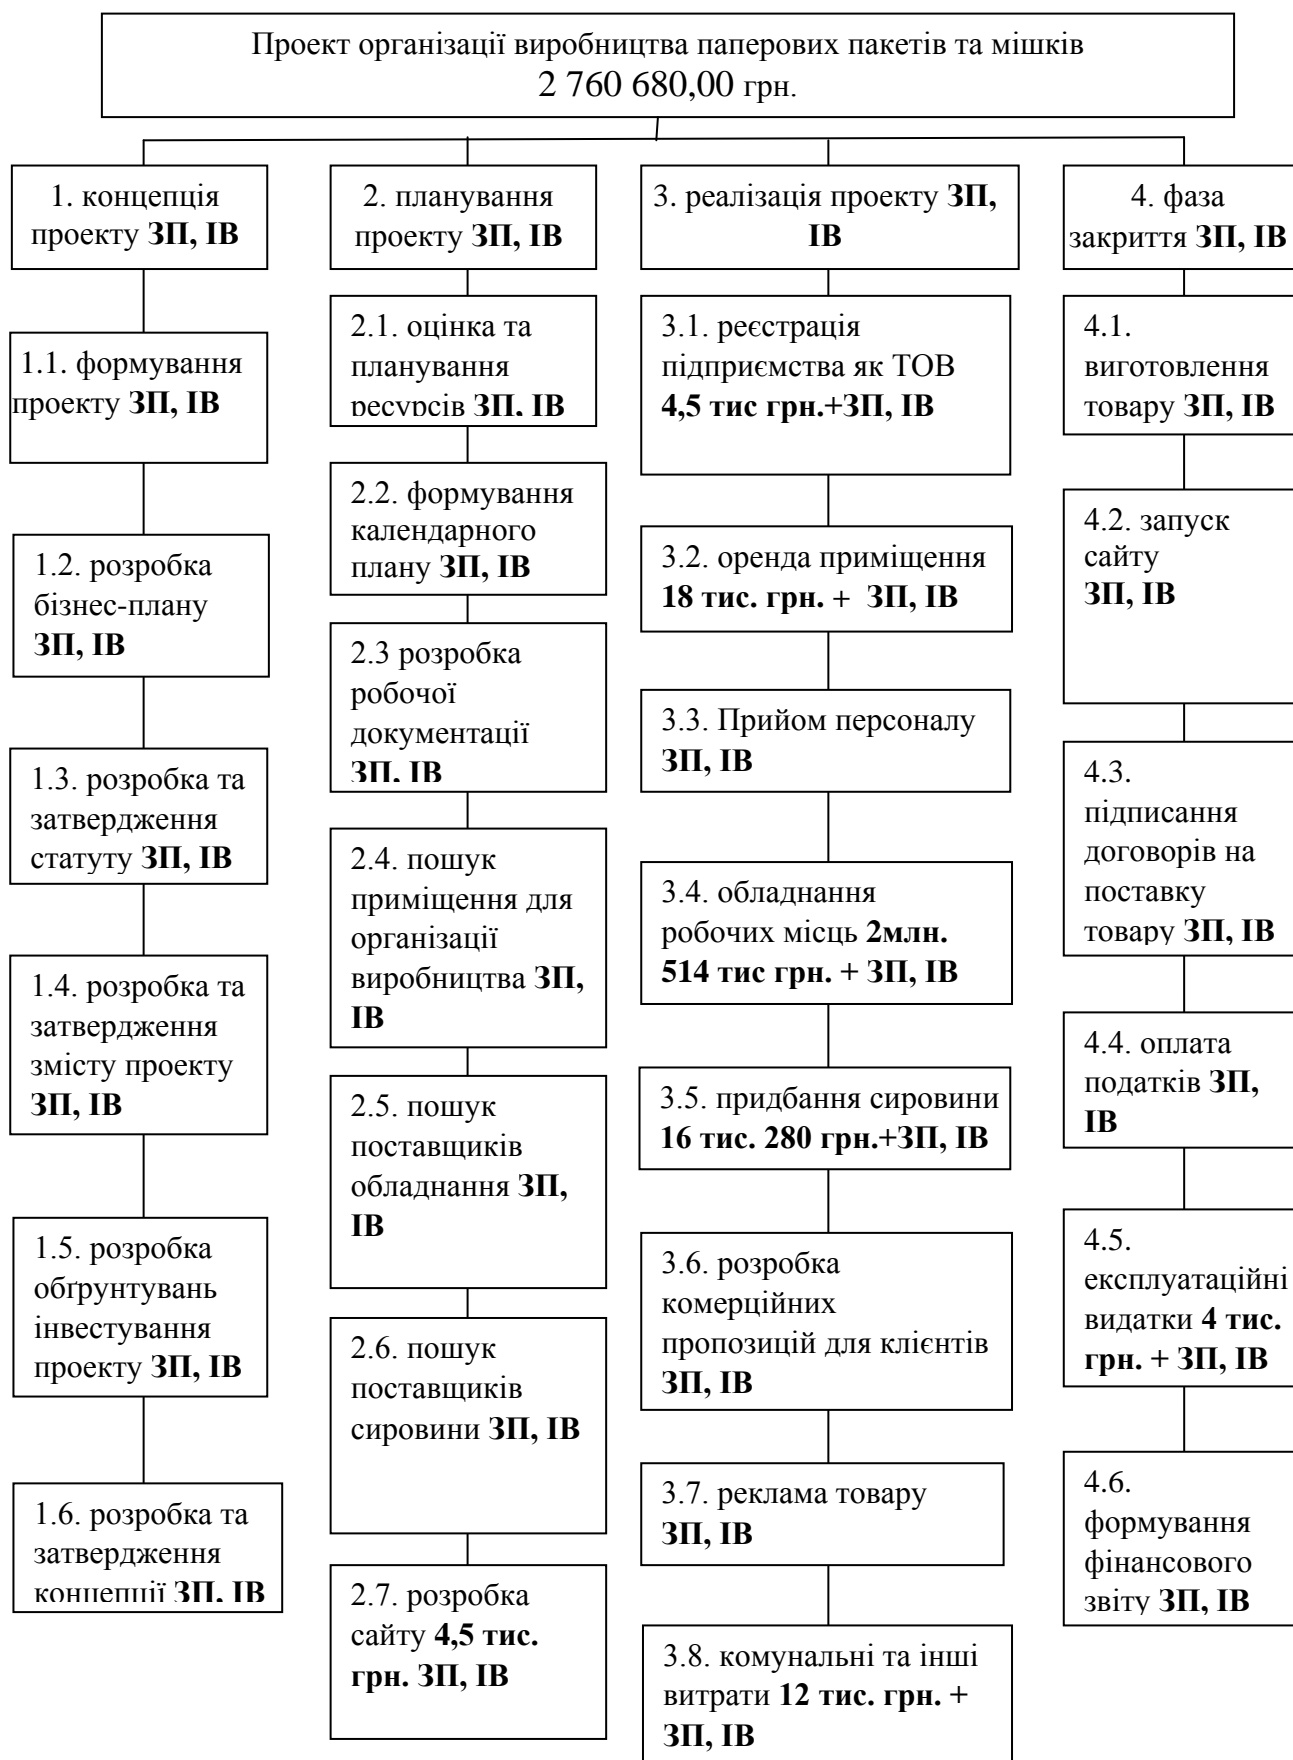 Проект організації виробництва паперових пакетів та мішків
2 760 680,00 грн.
1. концепція
проекту ЗП, ІВ
1.1. формування
проекту ЗП, ІВ
1.2. розробка
бізнес-плану
ЗП, ІВ
1.3. розробка та
затвердження
статуту ЗП, ІВ
1.4. розробка та
затвердження
змісту проекту
ЗП, ІВ
1.5. розробка
обґрунтувань
інвестування
проекту ЗП, ІВ
1.6. розробка та
затвердження
концепції ЗП, ІВ
2. планування
проекту ЗП, ІВ
2.1. оцінка та
планування
ресурсів ЗП, ІВ
2.2. формування
календарного
плану ЗП, ІВ
2.3 розробка
робочої
документації
ЗП, ІВ
2.4. пошук
приміщення для
організації
виробництва ЗП,
ІВ
2.5. пошук
поставщиків
обладнання ЗП,
ІВ
2.6. пошук
поставщиків
сировини ЗП, ІВ
2.7. розробка
сайту 4,5 тис.
грн. ЗП, ІВ
3. реалізація проекту ЗП,
ІВ
3.1. реєстрація
підприємства як ТОВ
4,5 тис грн.+ЗП, ІВ
3.2. оренда приміщення
18 тис. грн. + ЗП, ІВ
3.3. Прийом персоналу
ЗП, ІВ
3.4. обладнання
робочих місць 2млн.
514 тис грн. + ЗП, ІВ
3.5. придбання сировини
16 тис. 280 грн.+ЗП, ІВ
3.6. розробка
комерційних
пропозицій для клієнтів
ЗП, ІВ
3.7. реклама товару
ЗП, ІВ
3.8. комунальні та інші
витрати 12 тис. грн. +
ЗП, ІВ
4. фаза
закриття ЗП, ІВ
4.1.
виготовлення
товару ЗП, ІВ
4.2. запуск
сайту
ЗП, ІВ
4.3.
підписання
договорів на
поставку
товару ЗП, ІВ
4.4. оплата
податків ЗП,
ІВ
4.5.
експлуатаційні
видатки 4 тис.
грн. + ЗП, ІВ
4.6.
формування
фінансового
звіту ЗП, ІВ